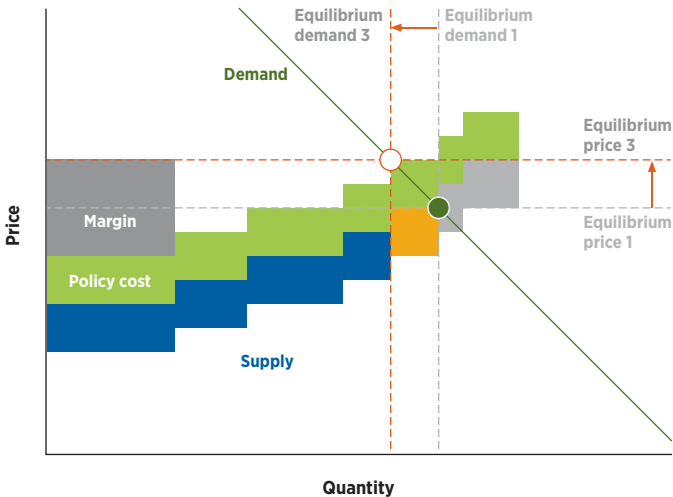 Equilibrium
demand 3
Equilibrium
demand 1
Demand
Equilibrium
price 3
Price
Margin
Equilibrium
price 1
Policy cost
Supply
Quantity